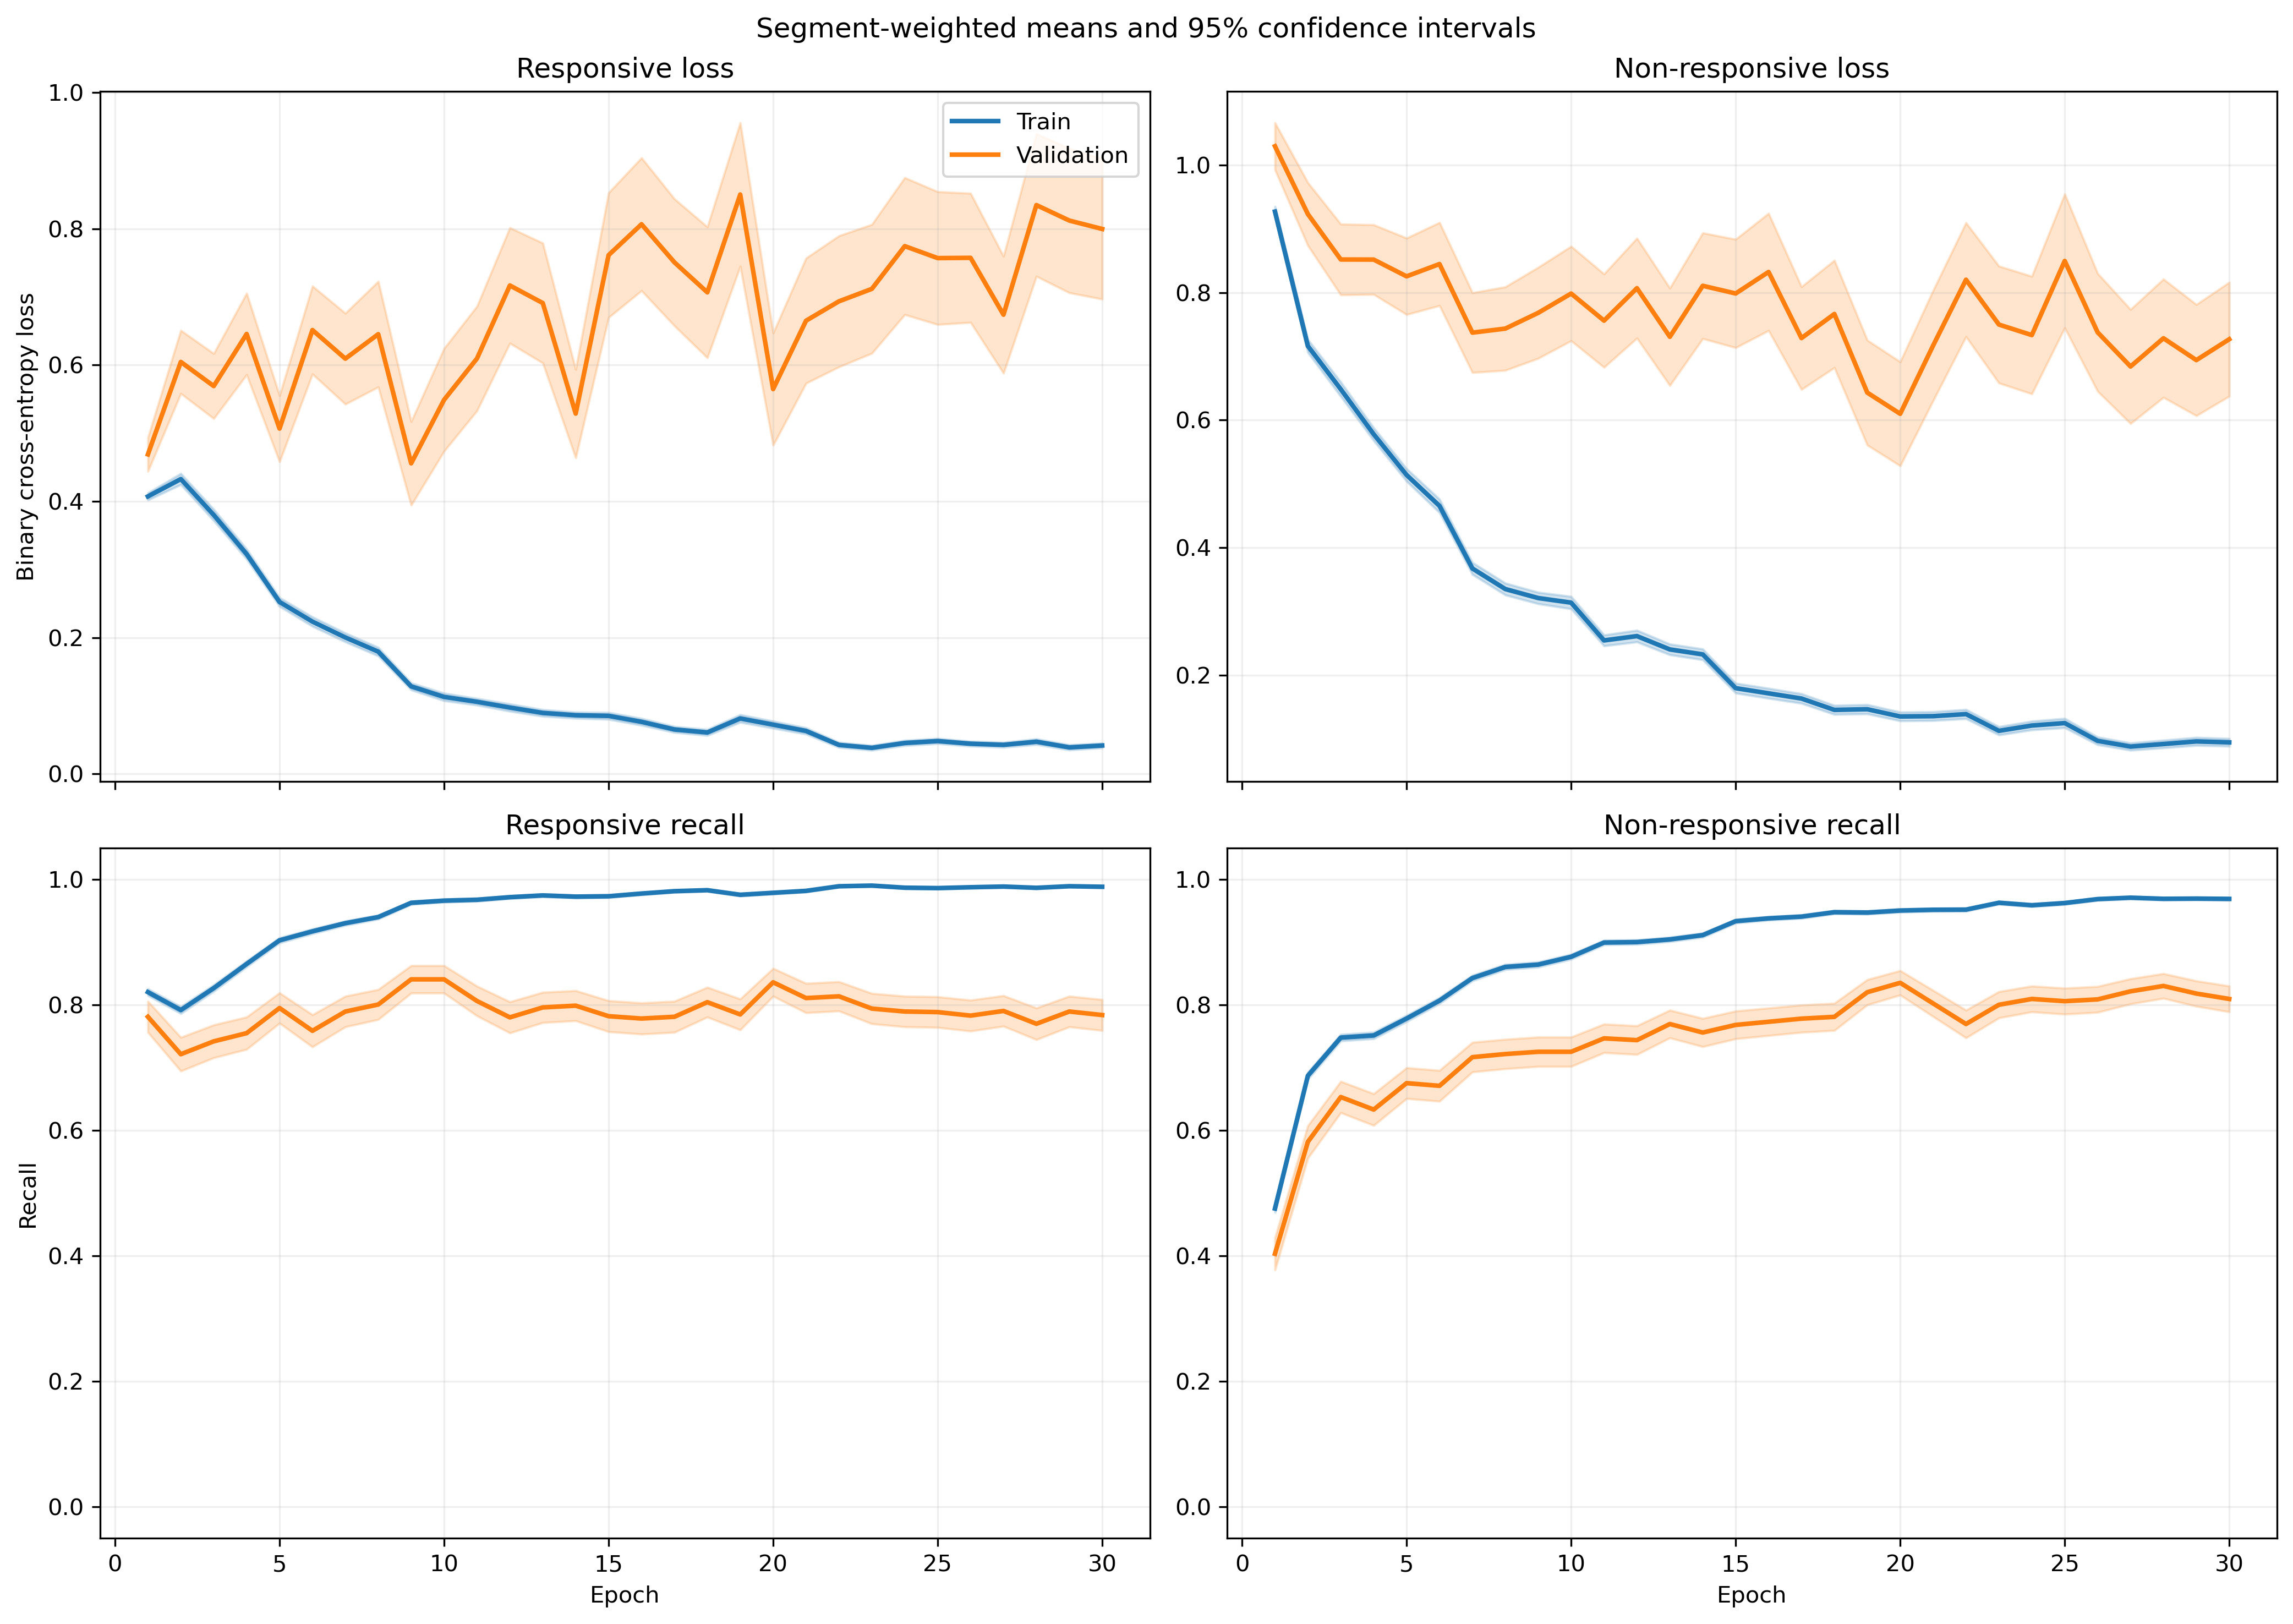 Segment-weighted means and 95% confidence intervals
Responsive loss
Non-responsive loss
1.0
0.8
0.6
0.4
0.2
0.0
Binary cross-entropy loss
Train
Validation
1.0
0.8
0.6
0.4
0.2
Responsive recall
Non-responsive recall
1.0
0.8
0.6
0.4
0.2
0.0
Recall
0 5 10 15 20 25 30
Epoch
1.0
0.8
0.6
0.4
0.2
0.0
0 5 10 15 20 25 30
Epoch